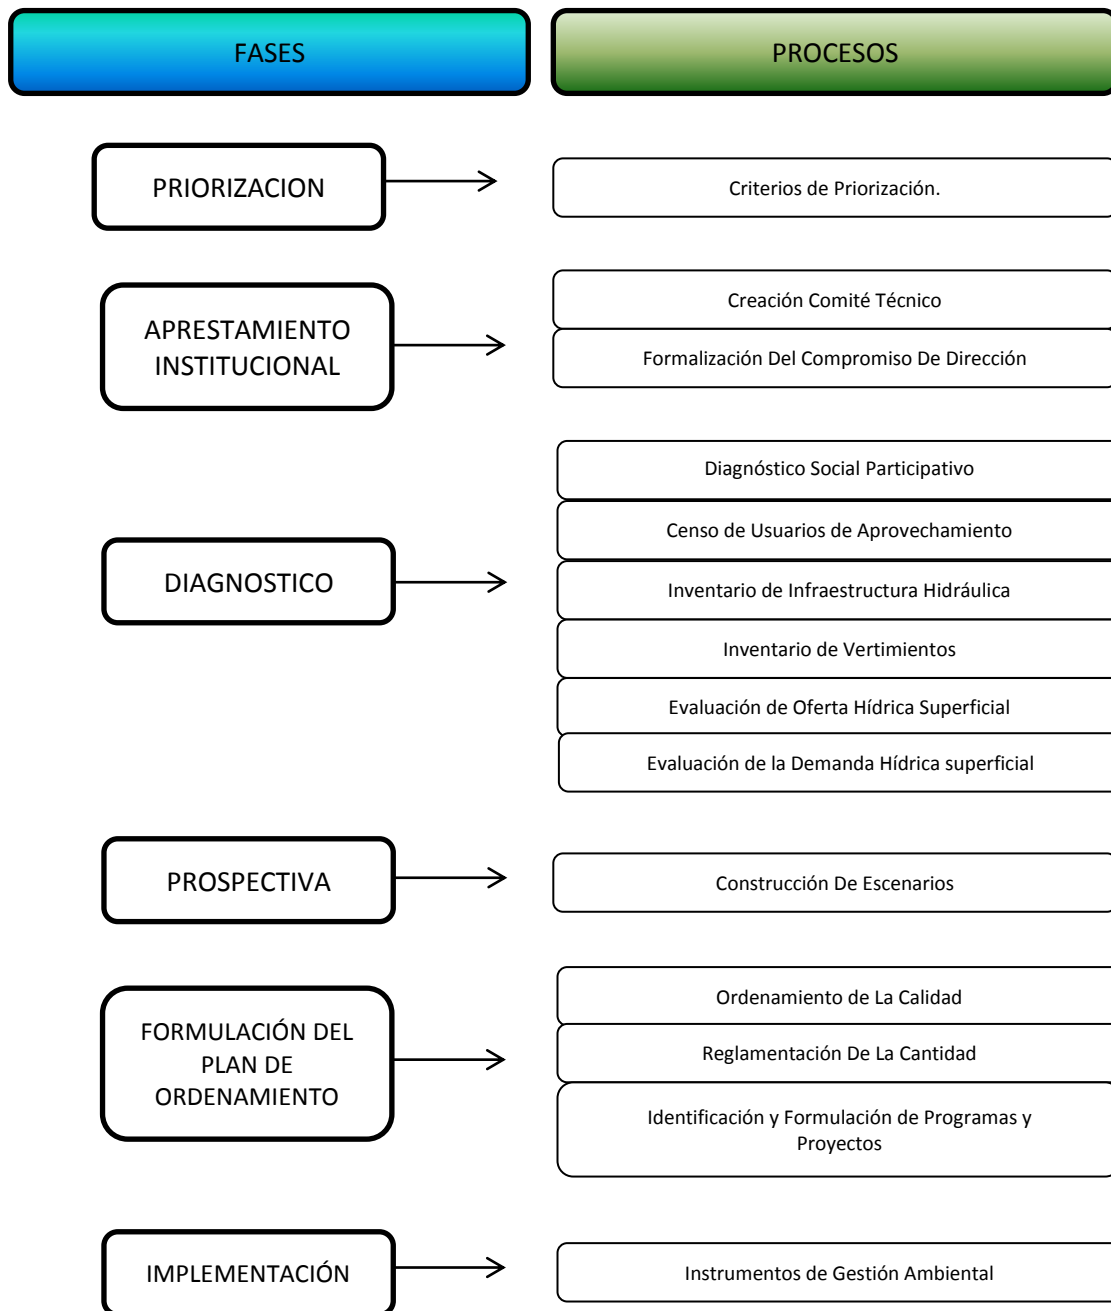 FASES
PROCESOS
PRIORIZACION
Criterios de Priorización.
APRESTAMIENTO
INSTITUCIONAL
Creación Comité Técnico
Formalización Del Compromiso De Dirección
DIAGNOSTICO
Diagnóstico Social Participativo
Censo de Usuarios de Aprovechamiento
Inventario de Infraestructura Hidráulica
Inventario de Vertimientos
Evaluación de Oferta Hídrica Superficial
Evaluación de la Demanda Hídrica superficial
PROSPECTIVA
Construcción De Escenarios
FORMULACIÓN DEL
PLAN DE
ORDENAMIENTO
Ordenamiento de La Calidad
Reglamentación De La Cantidad
Identificación y Formulación de Programas y
Proyectos
IMPLEMENTACIÓN
Instrumentos de Gestión Ambiental